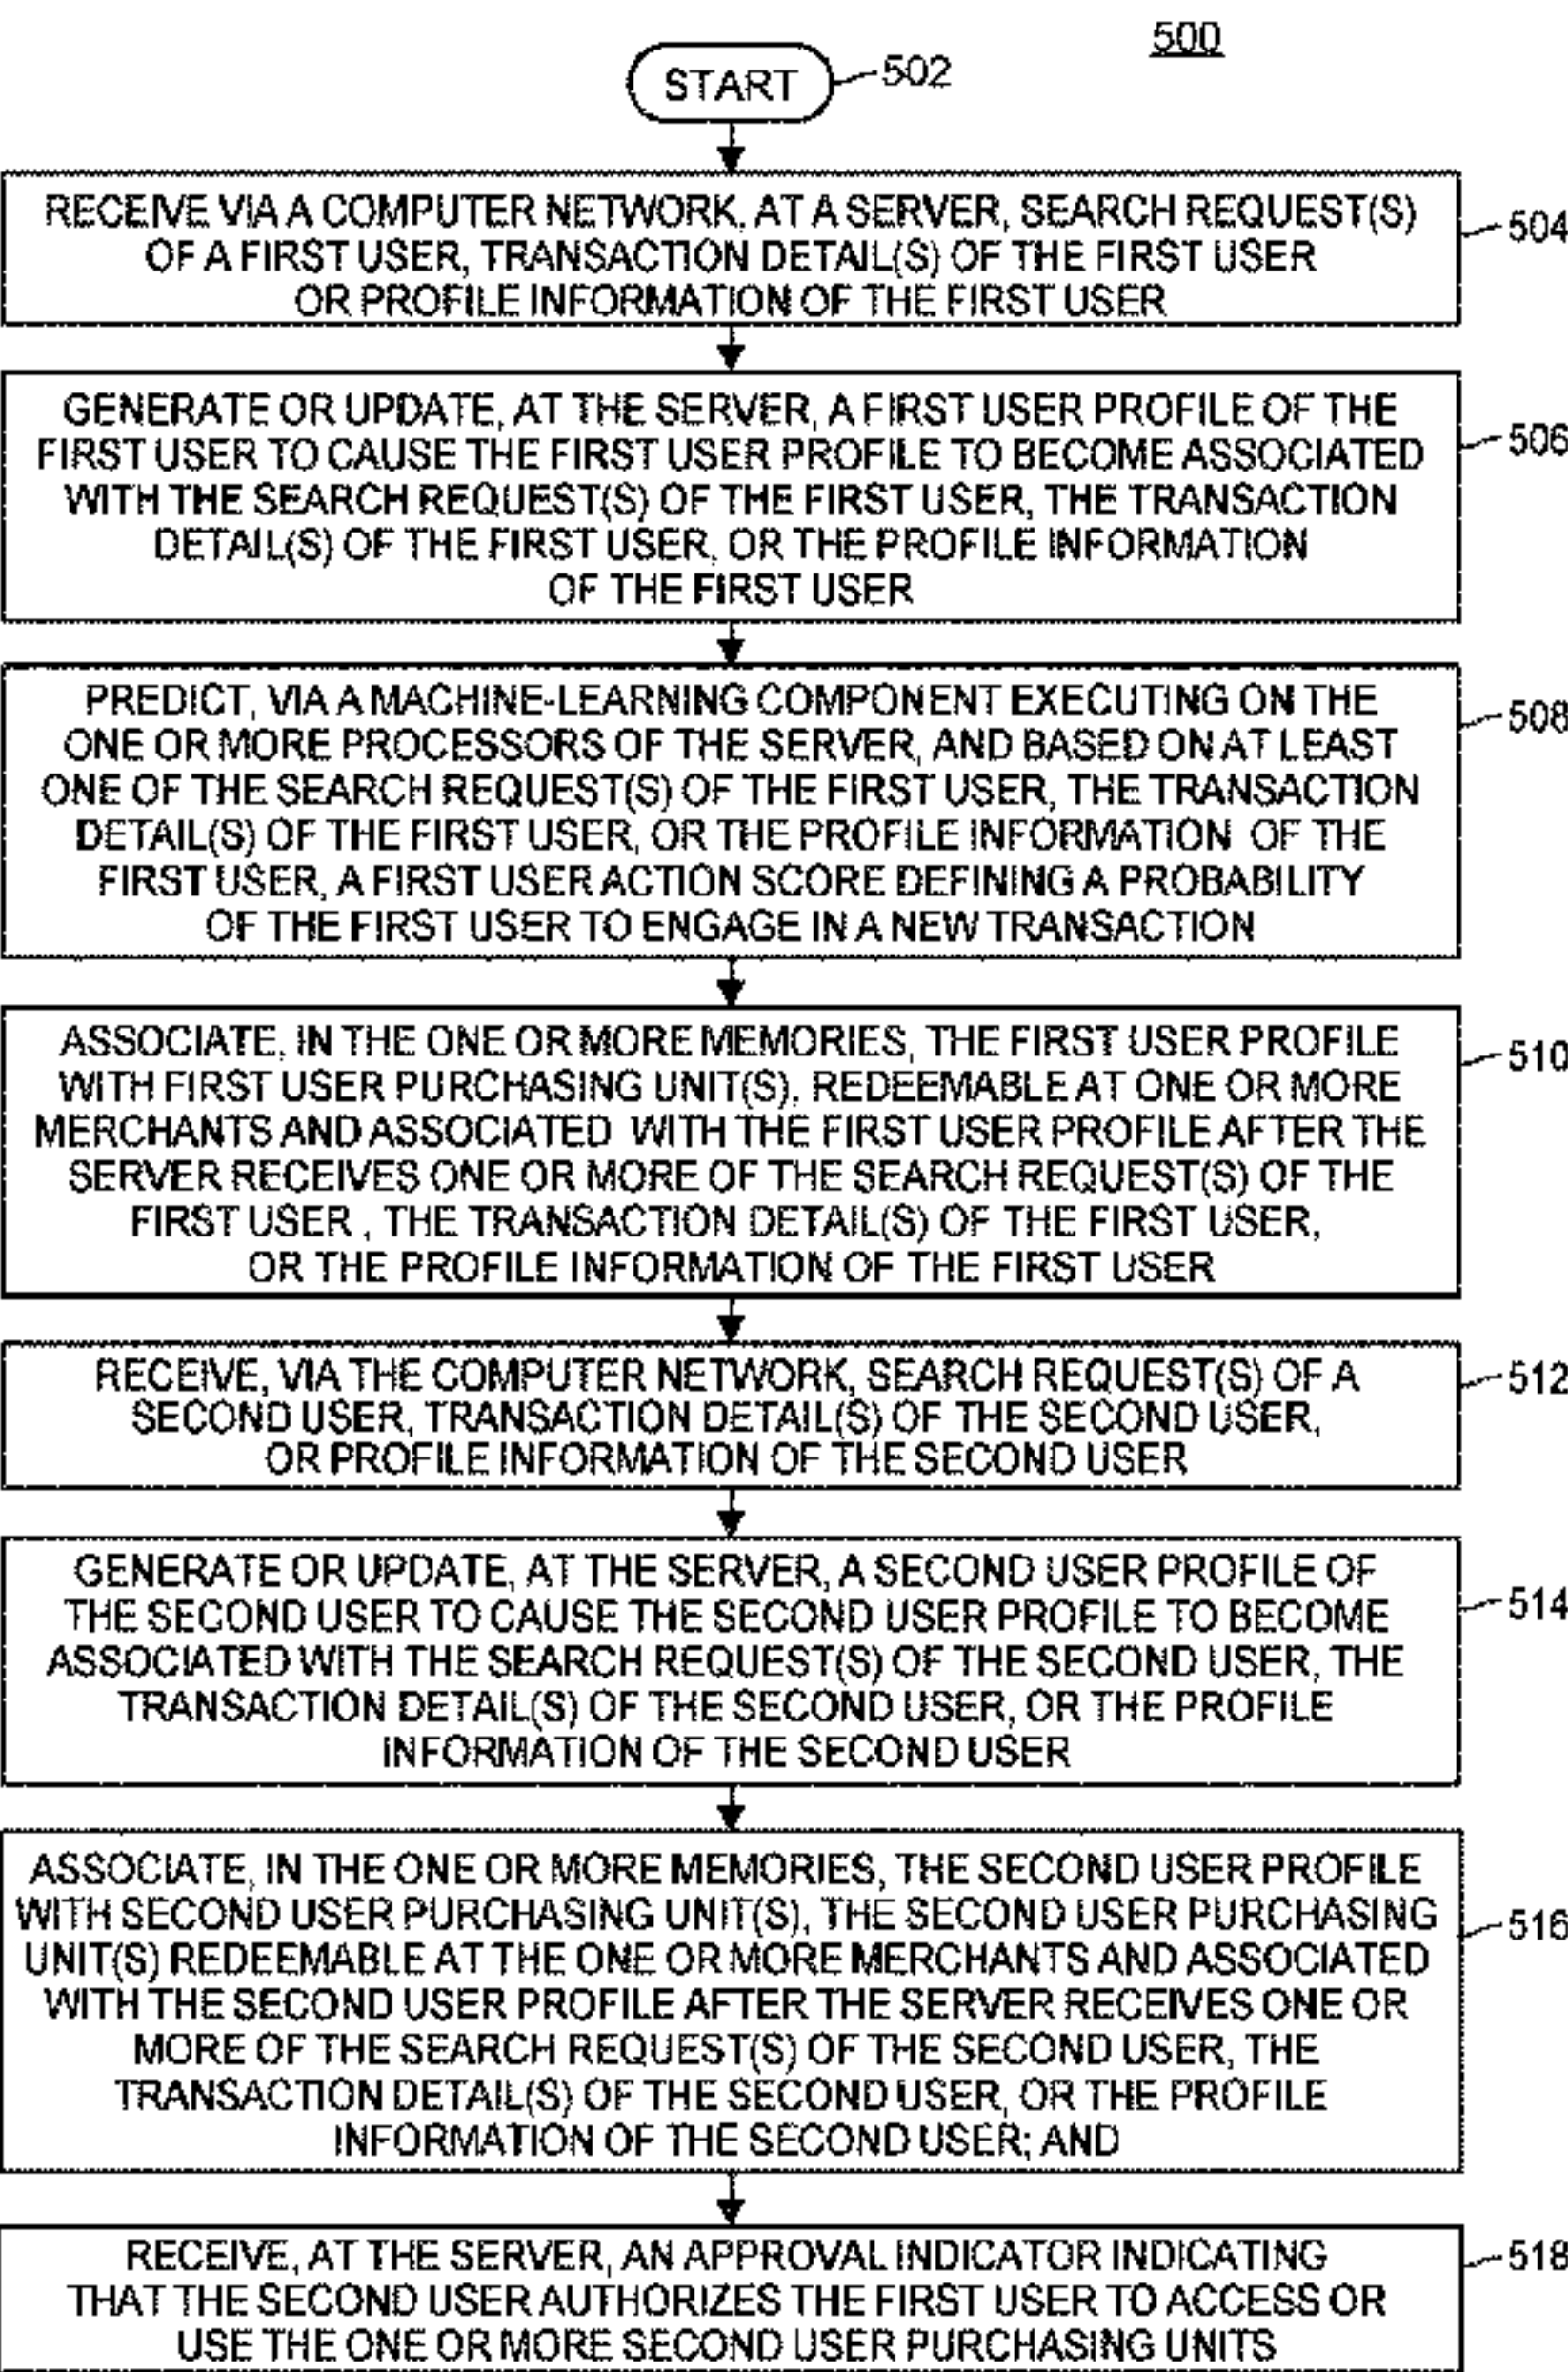 500
START
502
RECEIVE VIA A COMPUTER NETWORK, AT A SERVER, SEARCH REQUEST(S)
OF A FIRST USER, TRANSACTION DETAIL(S) OF THE FIRST USER
OR PROFILE INFORMATION OF THE FIRST USER
504
GENERATE OR UPDATE, AT THE SERVER, A FIRST USER PROFILE OF THE
FIRST USER TO CAUSE THE FIRST USER PROFILE TO BECOME ASSOCIATED
WITH THE SEARCH REQUEST(S) OF THE FIRST USER, THE TRANSACTION
DETAIL(S) OF THE FIRST USER, OR THE PROFILE INFORMATION
OF THE FIRST USER
506
PREDICT, VIA A MACHINE-LEARNING COMPONENT EXECUTING ON THE
ONE OR MORE PROCESSORS OF THE SERVER, AND BASED ON AT LEAST
ONE OF THE SEARCH REQUEST(S) OF THE FIRST USER, THE TRANSACTION
DETAIL(S) OF THE FIRST USER, OR THE PROFILE INFORMATION OF THE
FIRST USER, A FIRST USER ACTION SCORE DEFINING A PROBABILITY
OF THE FIRST USER TO ENGAGE IN A NEW TRANSACTION
508
ASSOCIATE, IN THE ONE OR MORE MEMORIES, THE FIRST USER PROFILE
WITH FIRST USER PURCHASING UNIT(S), REDEEMABLE AT ONE OR MORE
MERCHANTS AND ASSOCIATED WITH THE FIRST USER PROFILE AFTER THE
SERVER RECEIVES ONE OR MORE OF THE SEARCH REQUEST(S) OF THE
FIRST USER , THE TRANSACTION DETAIL(S) OF THE FIRST USER,
OR THE PROFILE INFORMATION OF THE FIRST USER
510
RECEIVE, VIA THE COMPUTER NETWORK, SEARCH REQUEST(S) OF A
SECOND USER, TRANSACTION DETAIL(S) OF THE SECOND USER,
OR PROFILE INFORMATION OF THE SECOND USER
512
GENERATE OR UPDATE, AT THE SERVER, A SECOND USER PROFILE OF
THE SECOND USER TO CAUSE THE SECOND USER PROFILE TO BECOME
ASSOCIATED WITH THE SEARCH REQUEST(S) OF THE SECOND USER, THE
TRANSACTION DETAIL(S) OF THE SECOND USER, OR THE PROFILE
INFORMATION OF THE SECOND USER
514
ASSOCIATE, IN THE ONE OR MORE MEMORIES, THE SECOND USER PROFILE
WITH SECOND USER PURCHASING UNIT(S), THE SECOND USER PURCHASING
UNIT(S) REDEEMABLE AT THE ONE OR MORE MERCHANTS AND ASSOCIATED
WITH THE SECOND USER PROFILE AFTER THE SERVER RECEIVES ONE OR
MORE OF THE SEARCH REQUEST(S) OF THE SECOND USER, THE
TRANSACTION DETAIL(S) OF THE SECOND USER, OR THE PROFILE
INFORMATION OF THE SECOND USER; AND
516
RECEIVE, AT THE SERVER, AN APPROVAL INDICATOR INDICATING
THAT THE SECOND USER AUTHORIZES THE FIRST USER TO ACCESS OR
USE THE ONE OR MORE SECOND USER PURCHASING UNITS
518